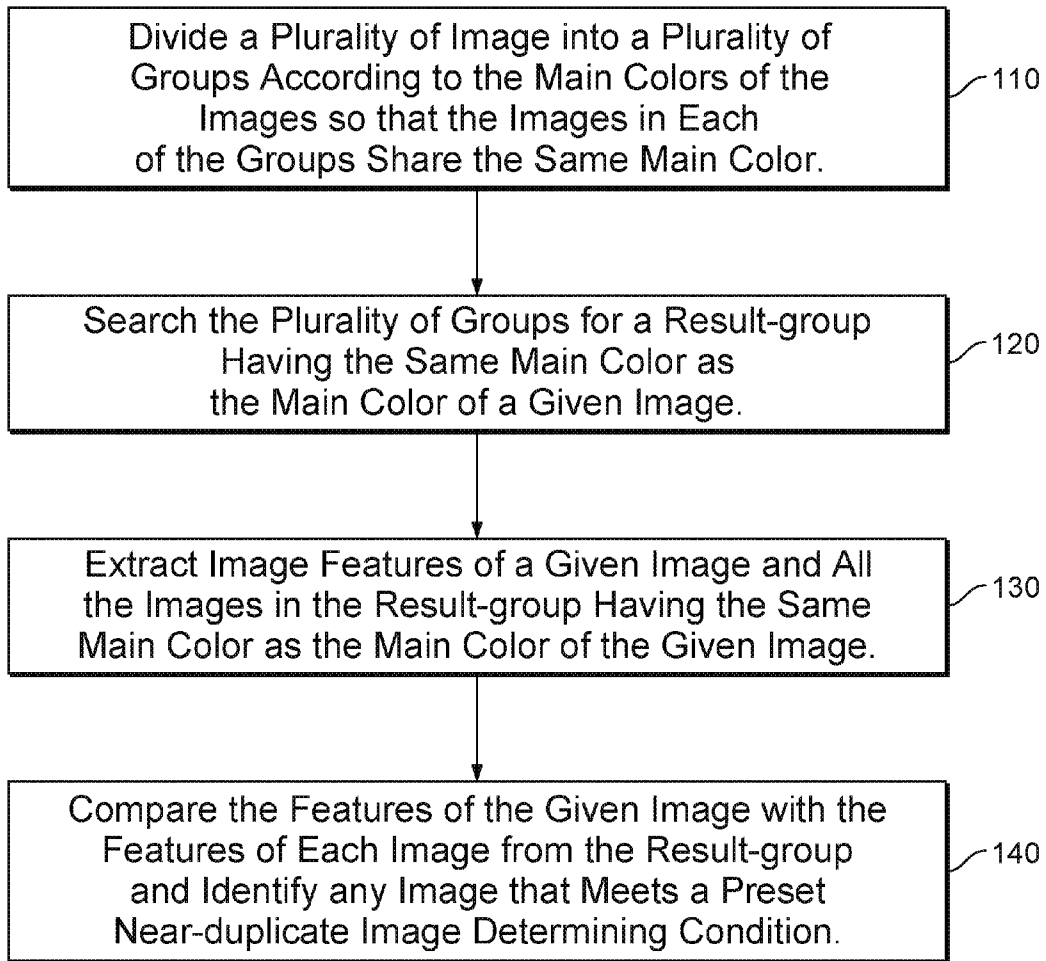 Divide a Plurality of Image into a Plurality of
Groups According to the Main Colors of the
Images so that the Images in Each
of the Groups Share the Same Main Color.
110
Search the Plurality of Groups for a Result-group
Having the Same Main Color as
the Main Color of a Given Image.
120
Extract Image Features of a Given Image and All
the Images in the Result-group Having the Same
Main Color as the Main Color of the Given Image.
130
Compare the Features of the Given Image with the
Features of Each Image from the Result-group
and Identify any Image that Meets a Preset
Near-duplicate Image Determining Condition.
140